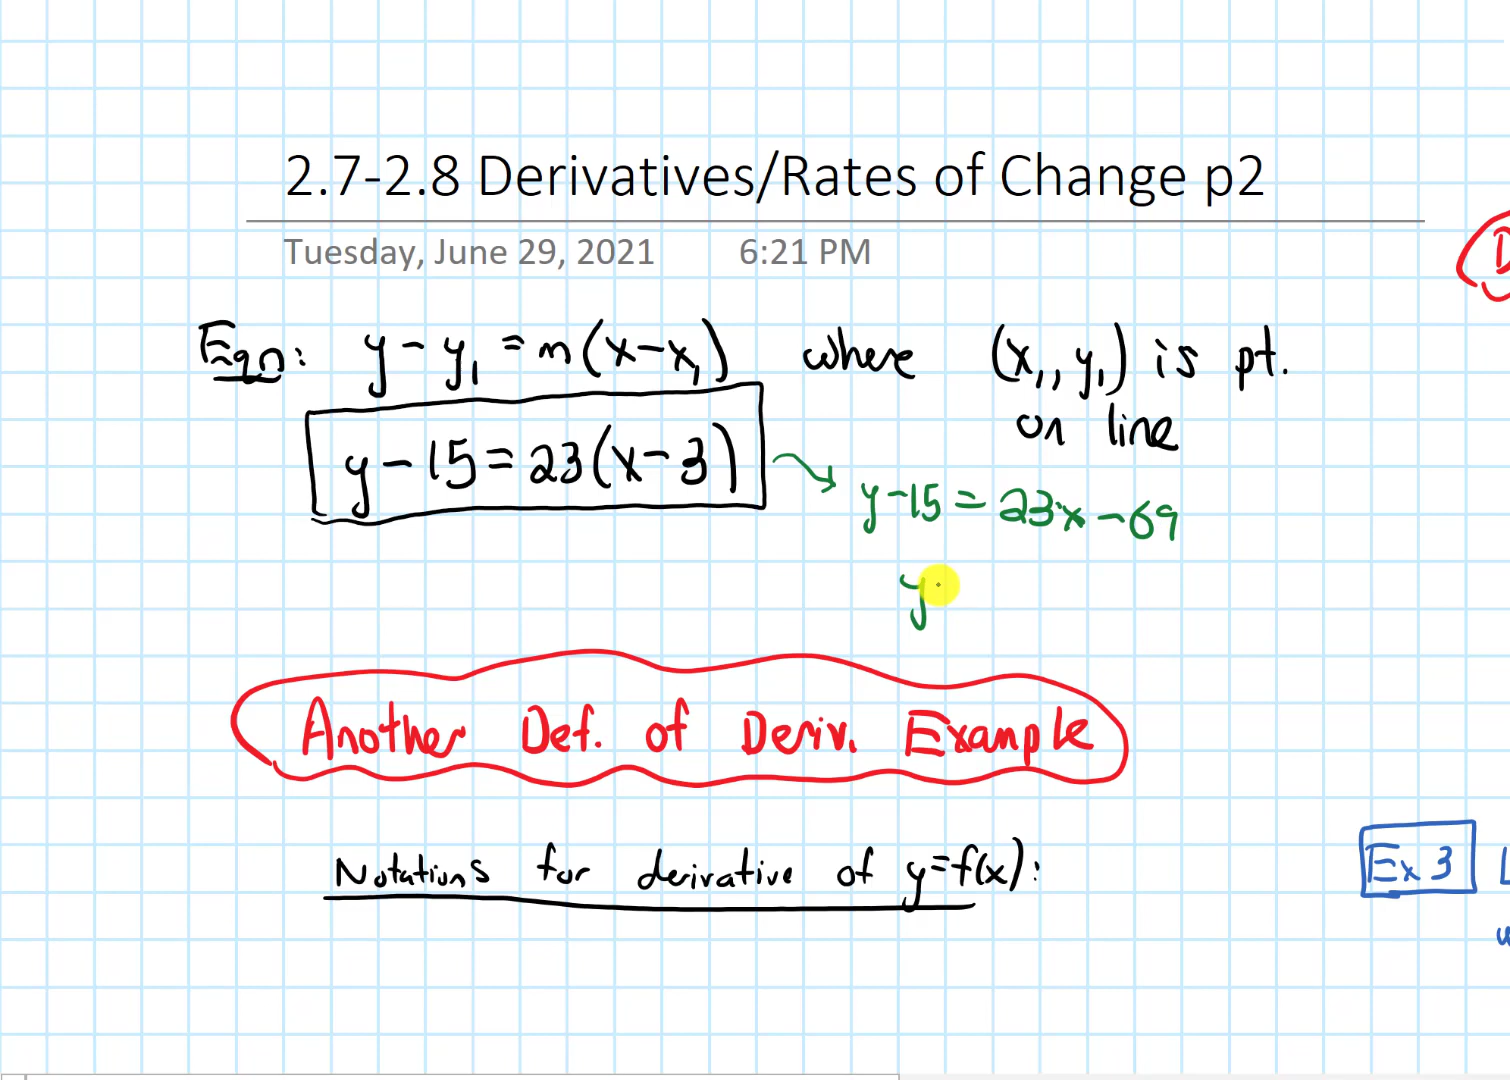 2.7-2.8 Derivatives/Rates of Change p2
Tuesday, June 29, 2021 6:21 PM
Eqn: y - y₁ = m(x - x₁) where (x₁, y₁) is pt.
on line
y - 15 = 23(x - 3)
y - 15 = 23x - 69
y
Another Def. of Deriv. Example
Notations for derivative of y = f(x):
Ex 3